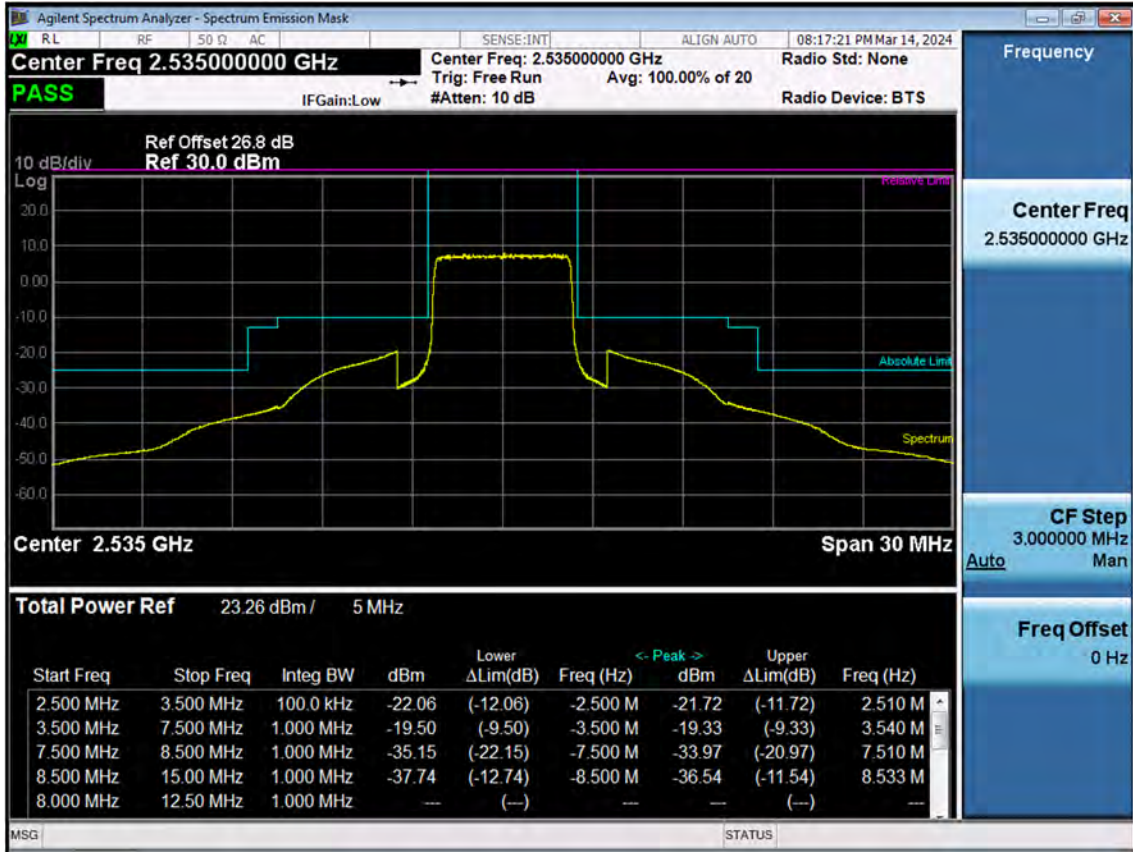 Agilent Spectrum Analyzer - Spectrum Emission Mask
LXI RL RF 50 Ω AC SENSE:INT ALIGN AUTO 08:17:21 PM Mar 14, 2024
Center Freq 2.535000000 GHz Center Freq: 2.535000000 GHz Radio Std: None
Trig: Free Run Avg: 100.00% of 20
PASS IFGain:Low #Atten: 10 dB Radio Device: BTS
Ref Offset 26.8 dB
10 dB/div Ref 30.0 dBm
Log
Relative Limit
20.0
10.0
0.00
-10.0
-20.0
Absolute Limit
-30.0
-40.0
Spectrum
-50.0
-60.0
Center 2.535 GHz Span 30 MHz
Total Power Ref 23.26 dBm / 5 MHz
Lower <- Peak -> Upper
Start Freq Stop Freq Integ BW dBm ΔLim(dB) Freq (Hz) dBm ΔLim(dB) Freq (Hz)
2.500 MHz 3.500 MHz 100.0 kHz -22.06 (-12.06) -2.500 M -21.72 (-11.72) 2.510 M
3.500 MHz 7.500 MHz 1.000 MHz -19.50 (-9.50) -3.500 M -19.33 (-9.33) 3.540 M
7.500 MHz 8.500 MHz 1.000 MHz -35.15 (-22.15) -7.500 M -33.97 (-20.97) 7.510 M
8.500 MHz 15.00 MHz 1.000 MHz -37.74 (-12.74) -8.500 M -36.54 (-11.54) 8.533 M
8.000 MHz 12.50 MHz 1.000 MHz --- (---) --- --- (---) ---
MSG STATUS
Frequency
Center Freq
2.535000000 GHz
CF Step
3.000000 MHz
Auto Man
Freq Offset
0 Hz